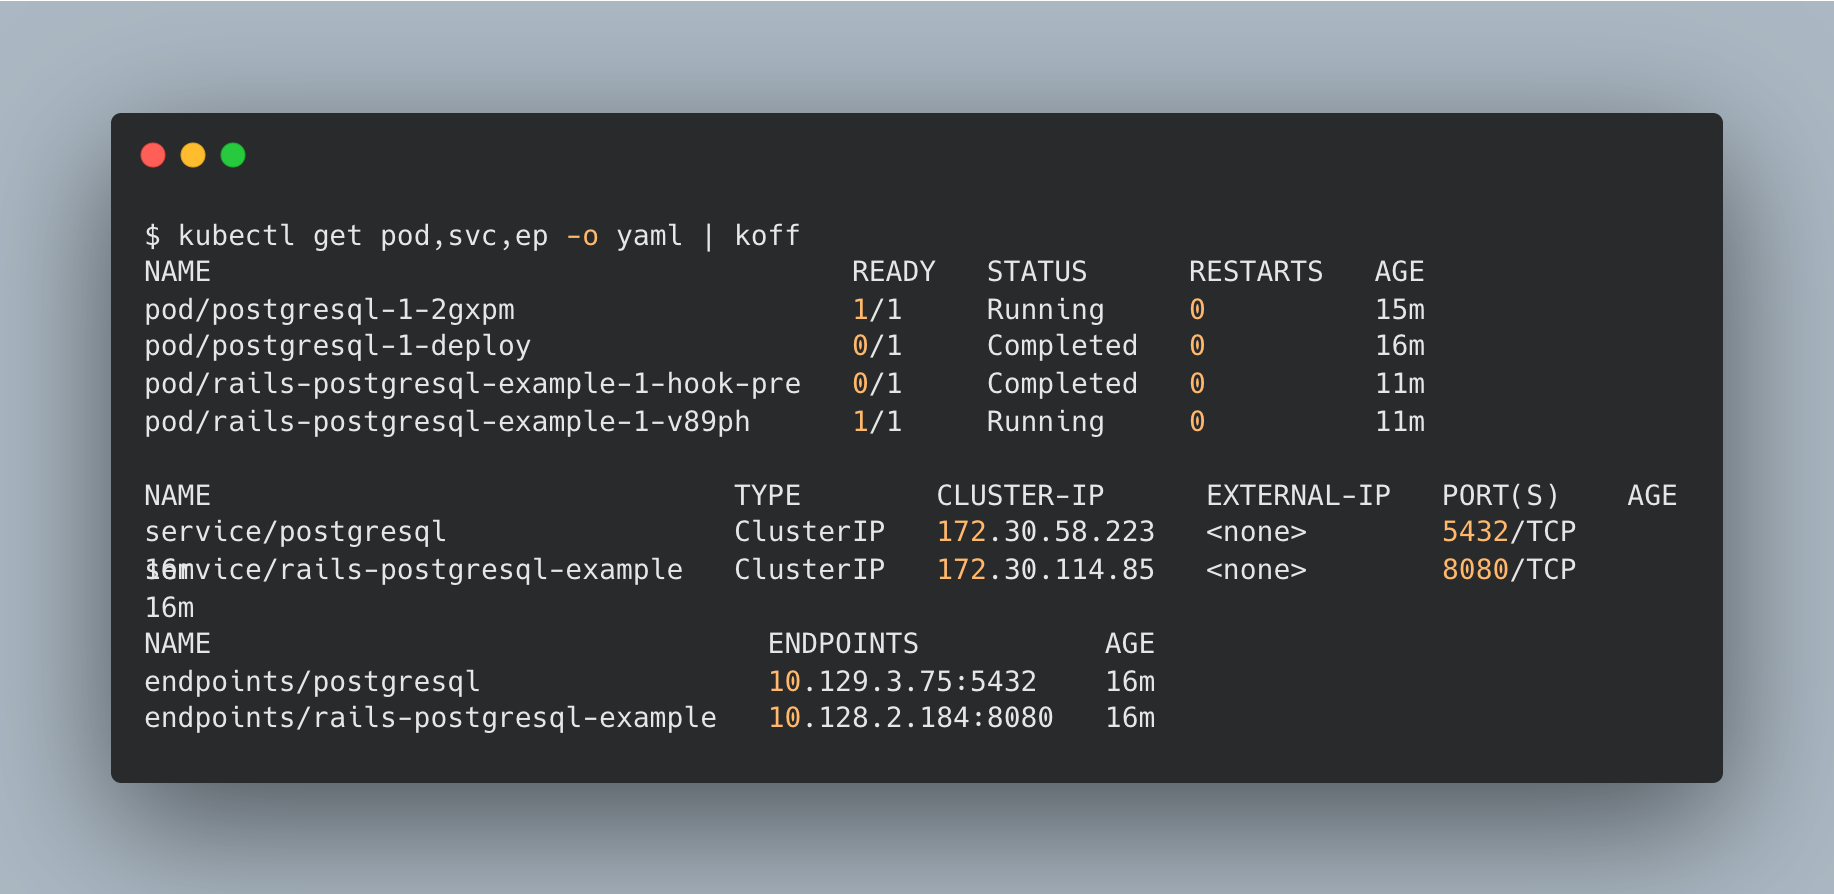 $ kubectl get pod,svc,ep -o yaml | koff
NAME                                       READY   STATUS      RESTARTS   AGE
pod/postgresql-1-2gxpm                     1/1     Running     0          15m
pod/postgresql-1-deploy                    0/1     Completed   0          16m
pod/rails-postgresql-example-1-hook-pre    0/1     Completed   0          11m
pod/rails-postgresql-example-1-v89ph       1/1     Running     0          11m
NAME                                TYPE        CLUSTER-IP      EXTERNAL-IP   PORT(S)    AGE
service/postgresql                  ClusterIP   172.30.58.223   <none>        5432/TCP
16m
service/rails-postgresql-example    ClusterIP   172.30.114.85   <none>        8080/TCP
16m
NAME                                  ENDPOINTS           AGE
endpoints/postgresql                  10.129.3.75:5432    16m
endpoints/rails-postgresql-example    10.128.2.184:8080   16m